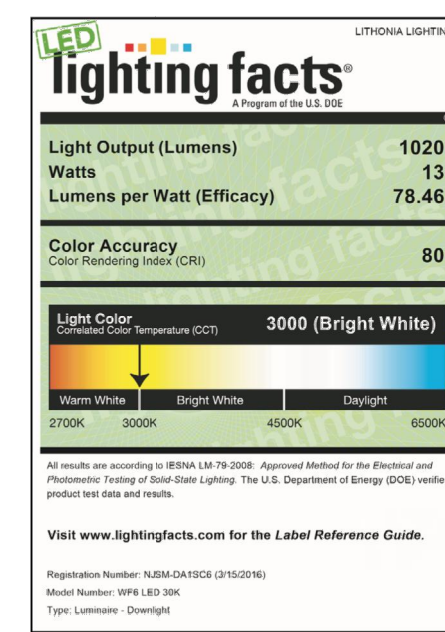 LED
LITHONIA LIGHTIN
lighting facts®
A Program of the U.S. DOE
Light Output (Lumens) 1020
Watts 13
Lumens per Watt (Efficacy) 78.46
Color Accuracy
Color Rendering Index (CRI) 80
Light Color
Correlated Color Temperature (CCT) 3000 (Bright White)
Warm White Bright White Daylight
2700K 3000K 4500K 6500K
All results are according to IESNA LM-79-2008: Approved Method for the Electrical and
Photometric Testing of Solid-State Lighting. The U.S. Department of Energy (DOE) verifie
product test data and results.
Visit www.lightingfacts.com for the Label Reference Guide.
Registration Number: NJSM-DA1SC6 (3/15/2016)
Model Number: WF6 LED 30K
Type: Luminaire - Downlight